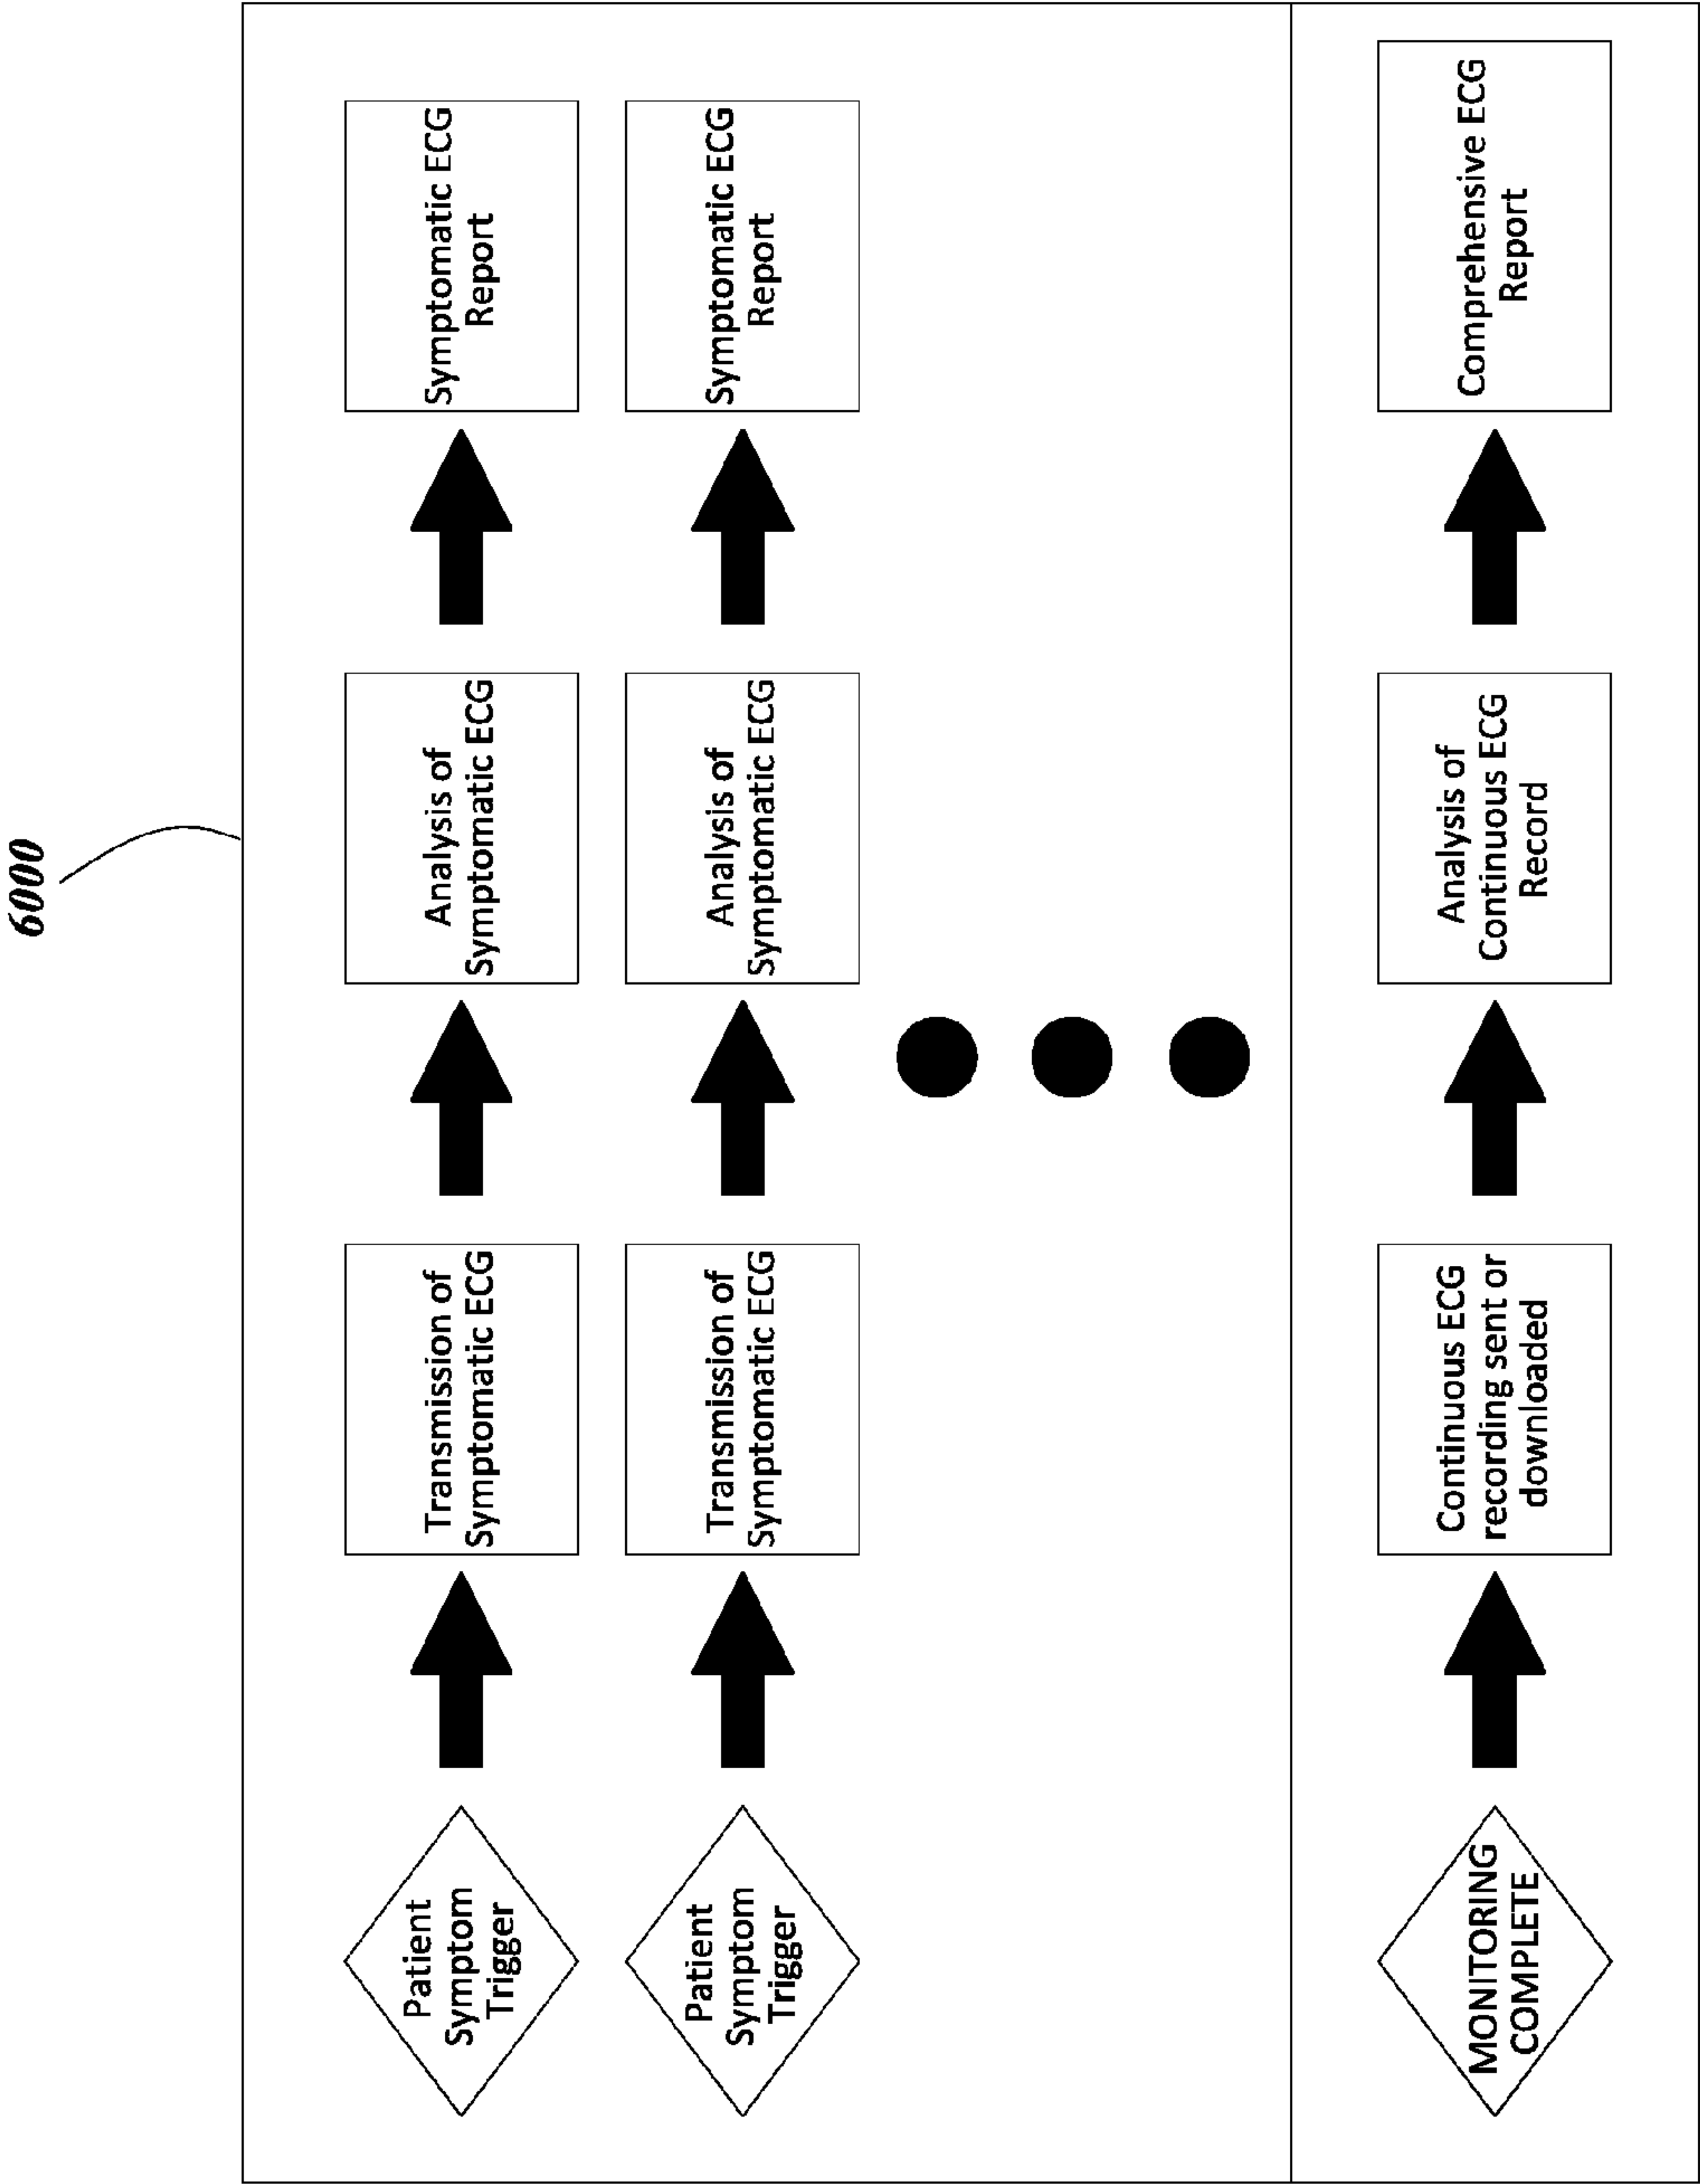 6000
Patient
Symptom
Trigger
Transmission of
Symptomatic ECG
Analysis of
Symptomatic ECG
Symptomatic ECG
Report
Patient
Symptom
Trigger
Transmission of
Symptomatic ECG
Analysis of
Symptomatic ECG
Symptomatic ECG
Report
MONITORING
COMPLETE
Continuous ECG
recording sent or
downloaded
Analysis of
Continuous ECG
Record
Comprehensive ECG
Report